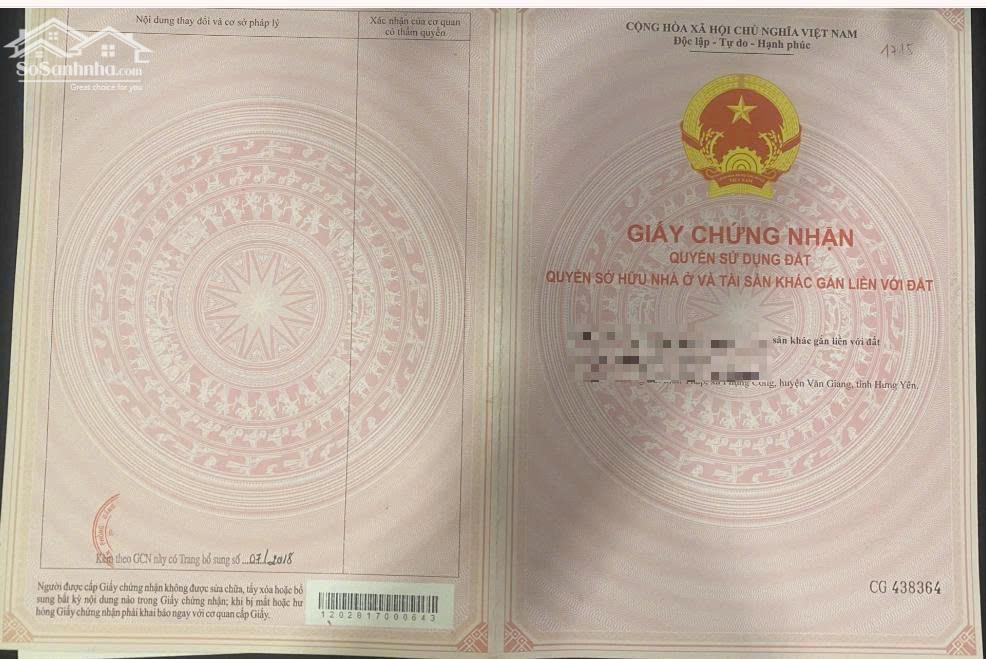 SoSanhnha.com
Great choice for you
Nội dung thay đổi và cơ sở pháp lý
Xác nhận của cơ quan
có thẩm quyền
Kèm theo GCN này có Trang bổ sung số ...07/2018
Người được cấp Giấy chứng nhận không được sửa chữa, tẩy xóa hoặc bổ
sung bất kỳ nội dung nào trong Giấy chứng nhận; khi bị mất hoặc hư
hỏng Giấy chứng nhận phải khai báo ngay với cơ quan cấp Giấy.
1202817000643
CỘNG HÒA XÃ HỘI CHỦ NGHĨA VIỆT NAM
Độc lập - Tự do - Hạnh phúc
1715
GIẤY CHỨNG NHẬN
QUYỀN SỬ DỤNG ĐẤT
QUYỀN SỞ HỮU NHÀ Ở VÀ TÀI SẢN KHÁC GẮN LIỀN VỚI ĐẤT
sản khác gắn liền với đất
Phụng Công, huyện Văn Giang, tỉnh Hưng Yên.
CG 438364